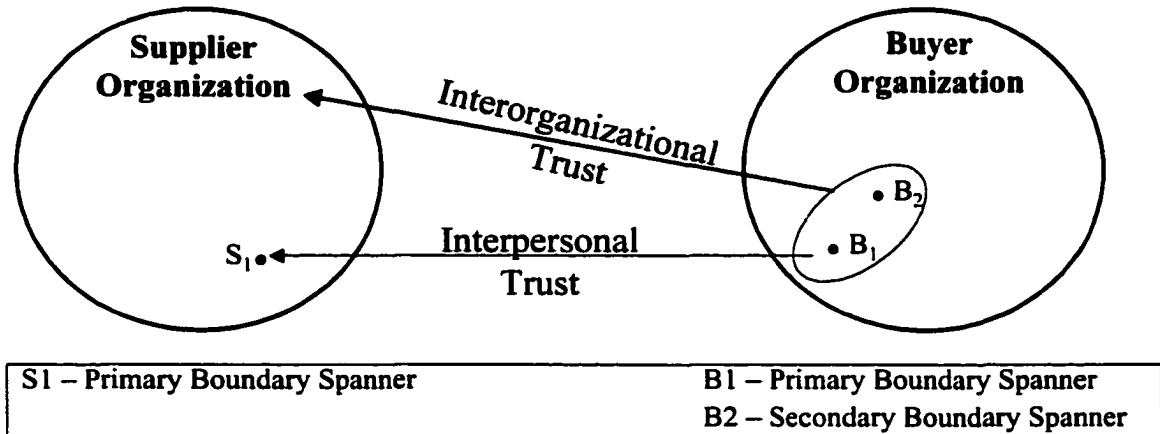 Supplier
Organization
Buyer
Organization
Interorganizational
Trust
B2
B1
S1
Interpersonal
Trust
S1 – Primary Boundary Spanner
B1 – Primary Boundary Spanner
B2 – Secondary Boundary Spanner